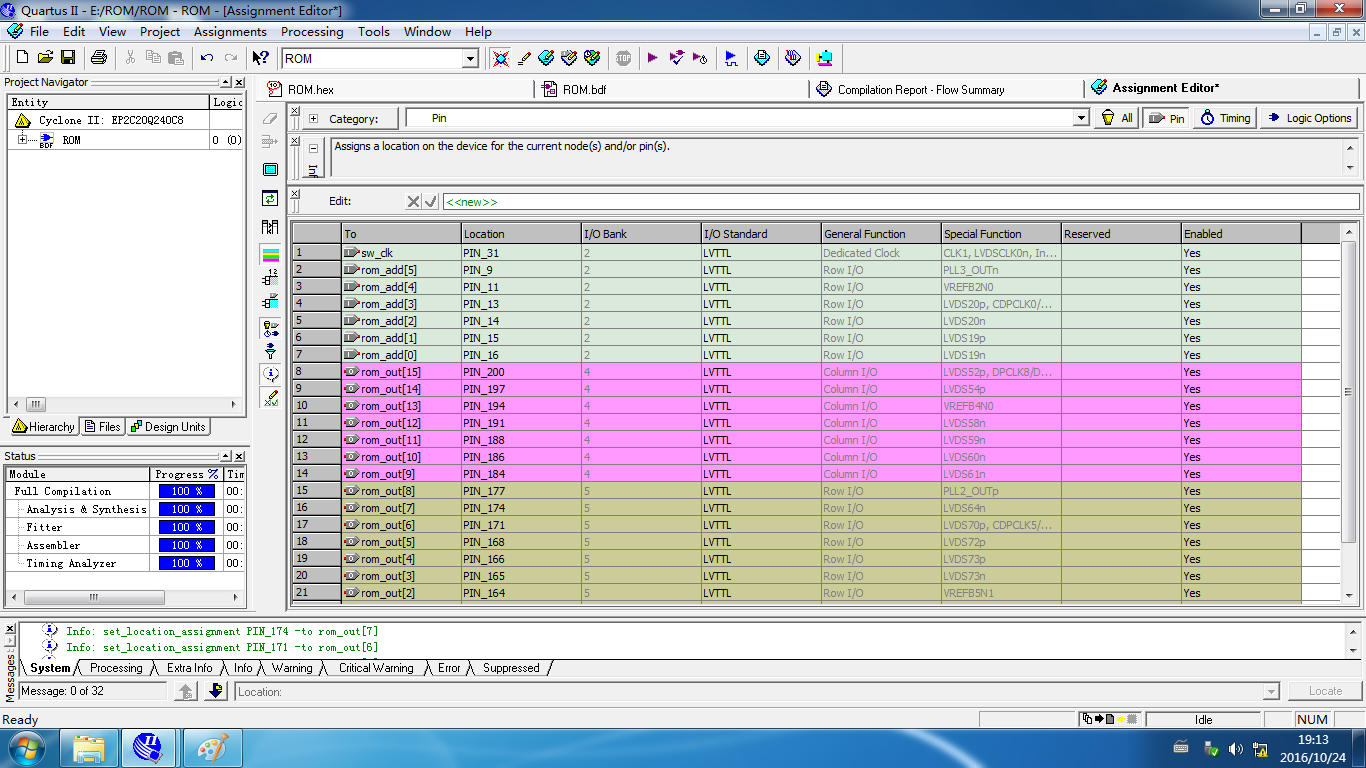 Quartus II - E:/ROM/ROM - ROM - [Assignment Editor*]
File Edit View Project Assignments Processing Tools Window Help
ROM
Project Navigator
Entity Logic
Cyclone II: EP2C20Q240C8
ROM 0 (0)
Hierarchy Files Design Units
Status
Module Progress % Tim
Full Compilation 100 % 00:
Analysis & Synthesis 100 % 00:
Fitter 100 % 00:
Assembler 100 % 00:
Timing Analyzer 100 % 00:
ROM.hex ROM.bdf Compilation Report - Flow Summary Assignment Editor*
Category: Pin All Pin Timing Logic Options
Assigns a location on the device for the current node(s) and/or pin(s).
Edit: <<new>>
To Location I/O Bank I/O Standard General Function Special Function Reserved Enabled
1 sw_clk PIN_31 2 LVTTL Dedicated Clock CLK1, LVDSCLK0n, In... Yes
2 rom_add[5] PIN_9 2 LVTTL Row I/O PLL3_OUTn Yes
3 rom_add[4] PIN_11 2 LVTTL Row I/O VREFB2N0 Yes
4 rom_add[3] PIN_13 2 LVTTL Row I/O LVDS20p, CDPCLK0/... Yes
5 rom_add[2] PIN_14 2 LVTTL Row I/O LVDS20n Yes
6 rom_add[1] PIN_15 2 LVTTL Row I/O LVDS19p Yes
7 rom_add[0] PIN_16 2 LVTTL Row I/O LVDS19n Yes
8 rom_out[15] PIN_200 4 LVTTL Column I/O LVDS52p, DPCLK8/D... Yes
9 rom_out[14] PIN_197 4 LVTTL Column I/O LVDS54p Yes
10 rom_out[13] PIN_194 4 LVTTL Column I/O VREFB4N0 Yes
11 rom_out[12] PIN_191 4 LVTTL Column I/O LVDS58n Yes
12 rom_out[11] PIN_188 4 LVTTL Column I/O LVDS59n Yes
13 rom_out[10] PIN_186 4 LVTTL Column I/O LVDS60n Yes
14 rom_out[9] PIN_184 4 LVTTL Column I/O LVDS61n Yes
15 rom_out[8] PIN_177 5 LVTTL Row I/O PLL2_OUTp Yes
16 rom_out[7] PIN_174 5 LVTTL Row I/O LVDS64n Yes
17 rom_out[6] PIN_171 5 LVTTL Row I/O LVDS70p, CDPCLK5/... Yes
18 rom_out[5] PIN_168 5 LVTTL Row I/O LVDS72p Yes
19 rom_out[4] PIN_166 5 LVTTL Row I/O LVDS73p Yes
20 rom_out[3] PIN_165 5 LVTTL Row I/O LVDS73n Yes
21 rom_out[2] PIN_164 5 LVTTL Row I/O VREFB5N1 Yes
Info: set_location_assignment PIN_174 -to rom_out[7]
Info: set_location_assignment PIN_171 -to rom_out[6]
System Processing Extra Info Info Warning Critical Warning Error Suppressed
Messages:
Message: 0 of 32 Location: Locate
Ready Idle NUM
19:13
2016/10/24